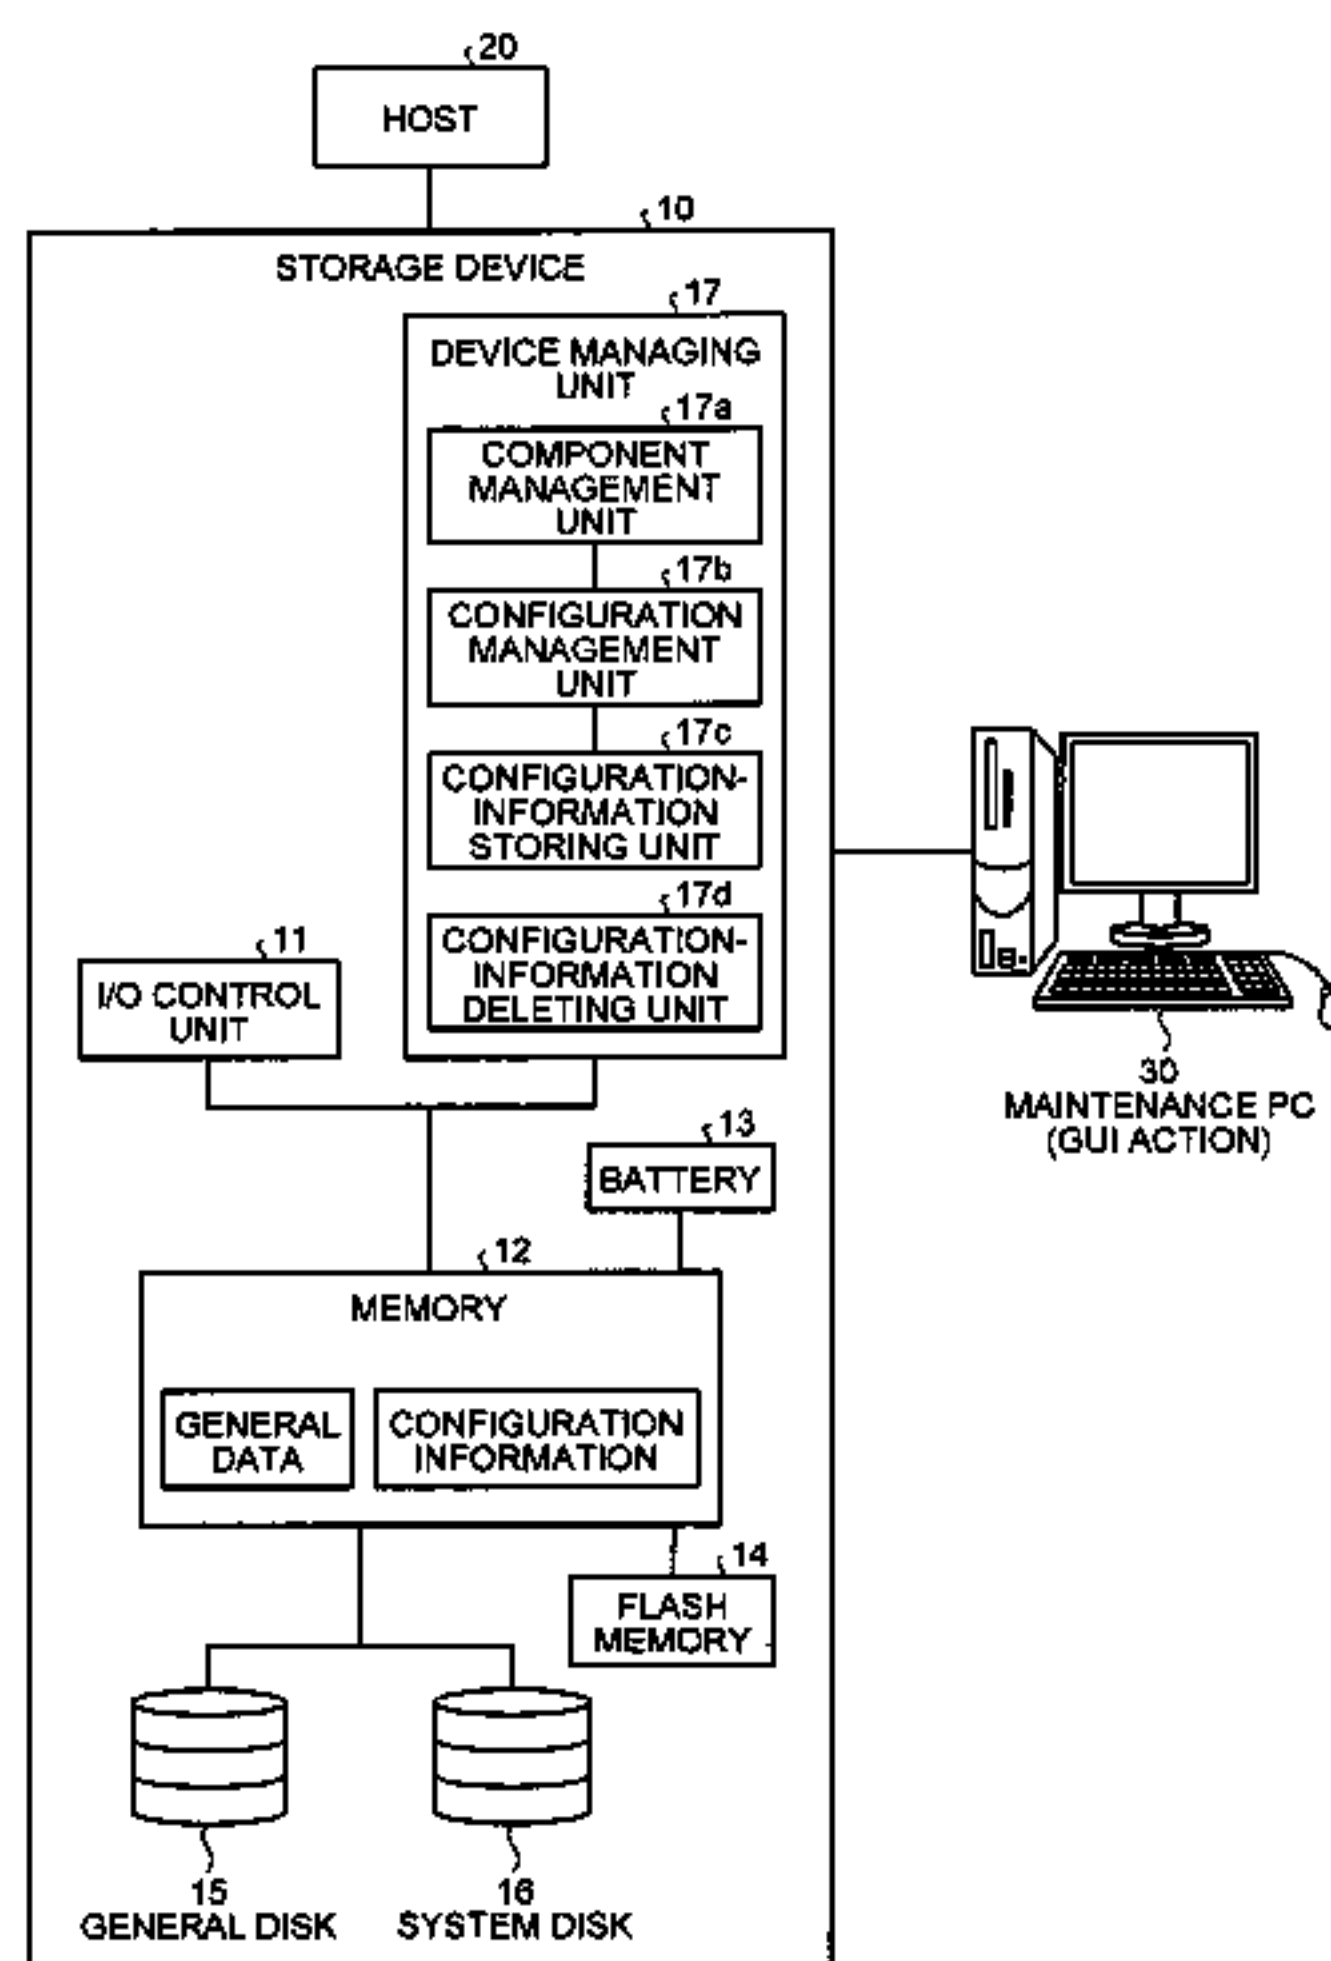 20
HOST
10
STORAGE DEVICE
17
DEVICE MANAGING
UNIT
17a
COMPONENT
MANAGEMENT
UNIT
17b
CONFIGURATION
MANAGEMENT
UNIT
17c
CONFIGURATION-
INFORMATION
STORING UNIT
17d
CONFIGURATION-
INFORMATION
DELETING UNIT
11
I/O CONTROL
UNIT
30
MAINTENANCE PC
(GUI ACTION)
13
BATTERY
12
MEMORY
GENERAL
DATA
CONFIGURATION
INFORMATION
14
FLASH
MEMORY
15
GENERAL DISK
16
SYSTEM DISK